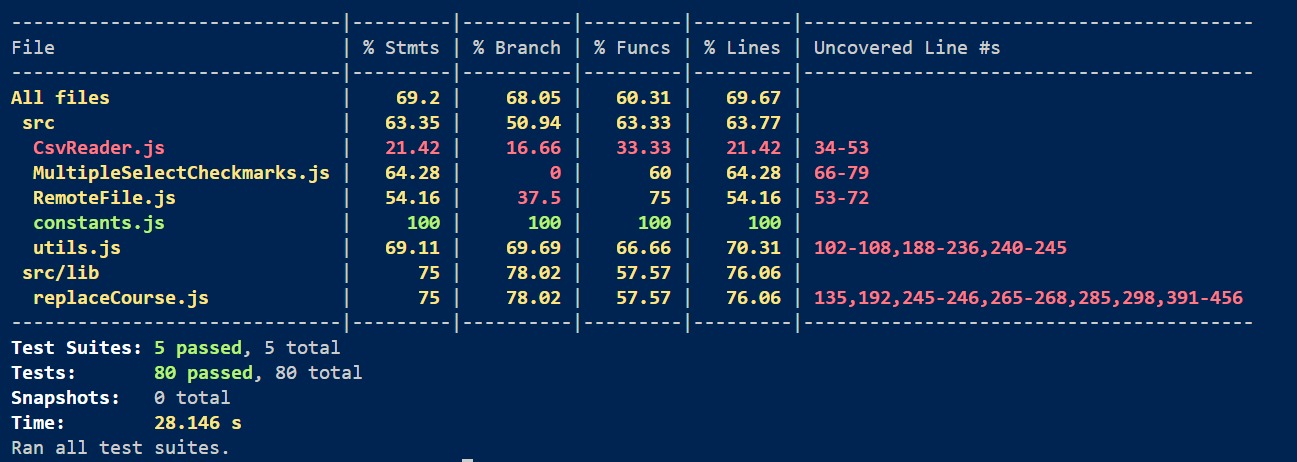 ------------------------------|---------|----------|---------|---------|-----------------------------------------
File                          | % Stmts | % Branch | % Funcs | % Lines | Uncovered Line #s
------------------------------|---------|----------|---------|---------|-----------------------------------------
All files                     |    69.2 |    68.05 |   60.31 |   69.67 |
 src                          |   63.35 |    50.94 |   63.33 |   63.77 |
  CsvReader.js                |   21.42 |    16.66 |   33.33 |   21.42 | 34-53
  MultipleSelectCheckmarks.js |   64.28 |        0 |      60 |   64.28 | 66-79
  RemoteFile.js               |   54.16 |     37.5 |      75 |   54.16 | 53-72
  constants.js                |     100 |      100 |     100 |     100 |
  utils.js                    |   69.11 |    69.69 |   66.66 |   70.31 | 102-108,188-236,240-245
 src/lib                      |      75 |    78.02 |   57.57 |   76.06 |
  replaceCourse.js            |      75 |    78.02 |   57.57 |   76.06 | 135,192,245-246,265-268,285,298,391-456
------------------------------|---------|----------|---------|---------|-----------------------------------------
Test Suites: 5 passed, 5 total
Tests:       80 passed, 80 total
Snapshots:   0 total
Time:        28.146 s
Ran all test suites.